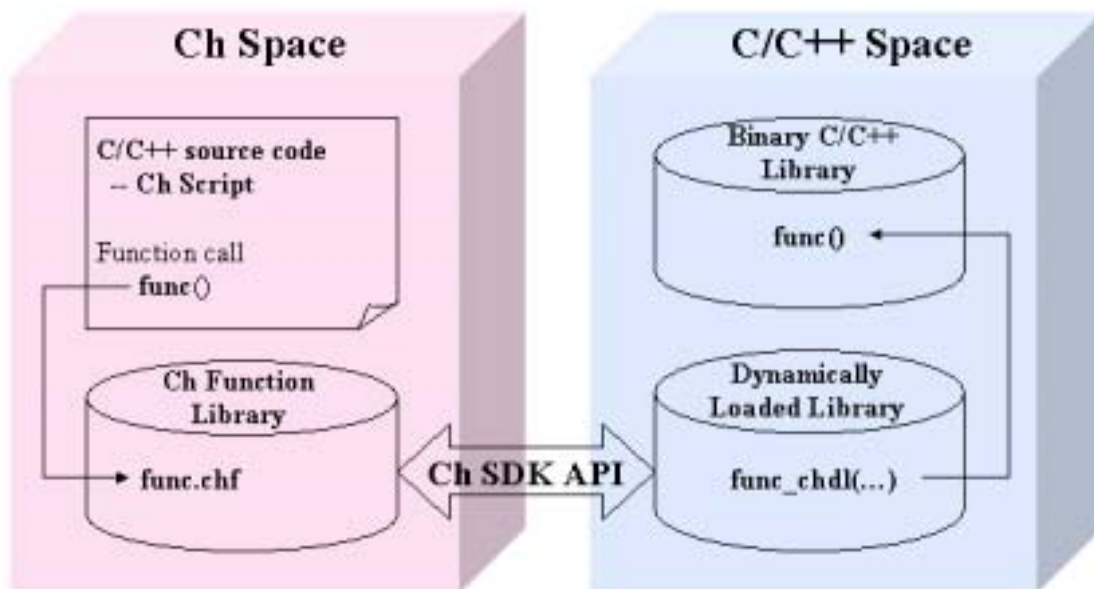 Ch Space
C/C++ source code
-- Ch Script
Function call
func()
Ch Function
Library
func.chf
Ch SDK API
C/C++ Space
Binary C/C++
Library
func()
Dynamically
Loaded Library
func_chdl(...)